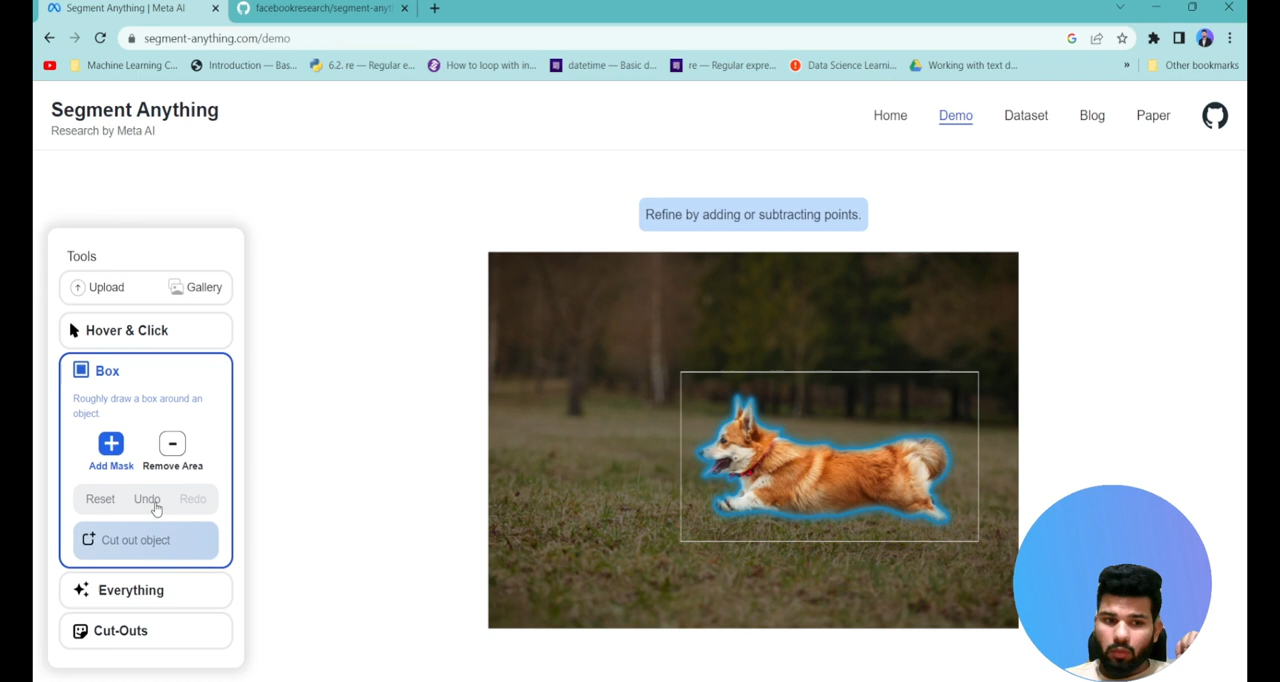 Segment Anything | Meta AI
facebookresearch/segment-anyt
segment-anything.com/demo
Machine Learning C...
Introduction — Bas...
6.2. re — Regular e...
How to loop with in...
datetime — Basic d...
re — Regular expre...
Data Science Learni...
Working with text d...
»
Other bookmarks
Segment Anything
Research by Meta AI
Home
Demo
Dataset
Blog
Paper
Refine by adding or subtracting points.
Tools
Upload
Gallery
Hover & Click
Box
Roughly draw a box around an
object.
Add Mask
Remove Area
Reset
Undo
Redo
Cut out object
Everything
Cut-Outs